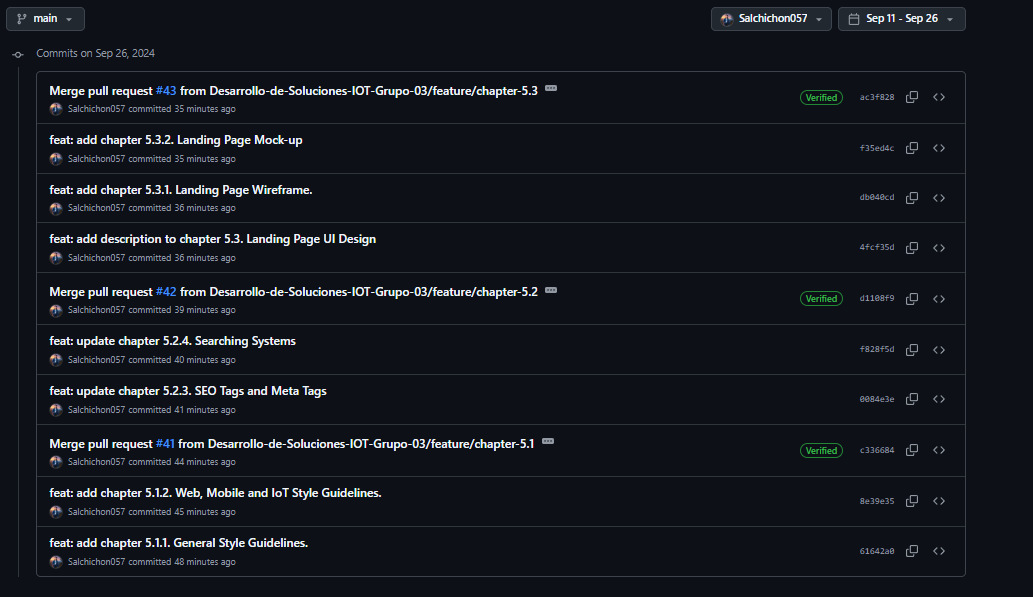 main
Salchichon057
Sep 11 - Sep 26
Commits on Sep 26, 2024
Merge pull request #43 from Desarrollo-de-Soluciones-IOT-Grupo-03/feature/chapter-5.3
Salchichon057 committed 35 minutes ago
Verified
ac3f828
feat: add chapter 5.3.2. Landing Page Mock-up
Salchichon057 committed 35 minutes ago
f35ed4c
feat: add chapter 5.3.1. Landing Page Wireframe.
Salchichon057 committed 36 minutes ago
db040cd
feat: add description to chapter 5.3. Landing Page UI Design
Salchichon057 committed 36 minutes ago
4fcf35d
Merge pull request #42 from Desarrollo-de-Soluciones-IOT-Grupo-03/feature/chapter-5.2
Salchichon057 committed 39 minutes ago
Verified
d1108f9
feat: update chapter 5.2.4. Searching Systems
Salchichon057 committed 40 minutes ago
f828f5d
feat: update chapter 5.2.3. SEO Tags and Meta Tags
Salchichon057 committed 41 minutes ago
0084e3e
Merge pull request #41 from Desarrollo-de-Soluciones-IOT-Grupo-03/feature/chapter-5.1
Salchichon057 committed 44 minutes ago
Verified
c336684
feat: add chapter 5.1.2. Web, Mobile and IoT Style Guidelines.
Salchichon057 committed 45 minutes ago
8e39e35
feat: add chapter 5.1.1. General Style Guidelines.
Salchichon057 committed 48 minutes ago
61642a0